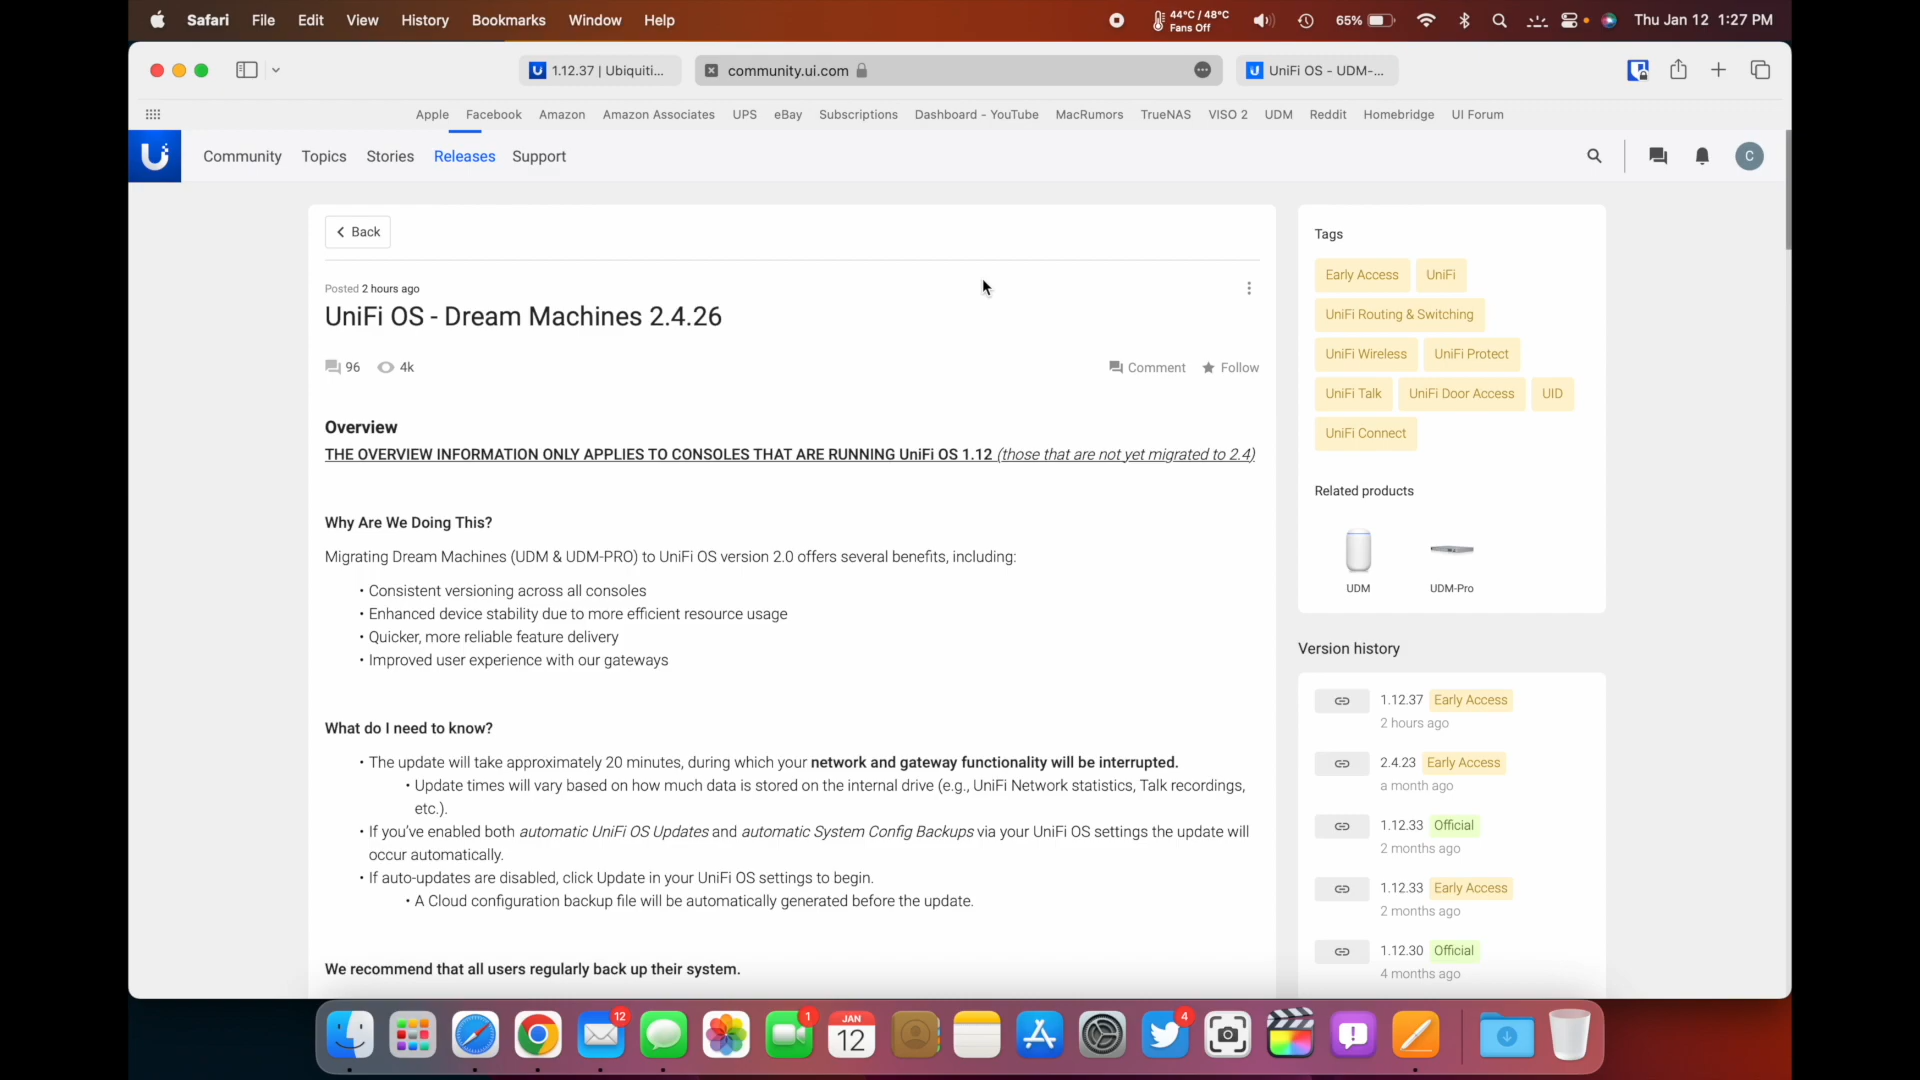 Safari File Edit View History Bookmarks Window Help
44°C / 48°C
Fans Off
65%
Thu Jan 12 1:27 PM
1.12.37 | Ubiquiti...
community.ui.com
UniFi OS - UDM-...
Apple Facebook Amazon Amazon Associates UPS eBay Subscriptions Dashboard - YouTube MacRumors TrueNAS VISO 2 UDM Reddit Homebridge UI Forum
Community Topics Stories Releases Support
C
Back
Posted 2 hours ago
UniFi OS - Dream Machines 2.4.26
96 4k
Comment Follow
Overview
THE OVERVIEW INFORMATION ONLY APPLIES TO CONSOLES THAT ARE RUNNING UniFi OS 1.12 (those that are not yet migrated to 2.4)
Why Are We Doing This?
Migrating Dream Machines (UDM & UDM-PRO) to UniFi OS version 2.0 offers several benefits, including:
• Consistent versioning across all consoles
• Enhanced device stability due to more efficient resource usage
• Quicker, more reliable feature delivery
• Improved user experience with our gateways
What do I need to know?
• The update will take approximately 20 minutes, during which your network and gateway functionality will be interrupted.
• Update times will vary based on how much data is stored on the internal drive (e.g., UniFi Network statistics, Talk recordings,
etc.).
• If you've enabled both automatic UniFi OS Updates and automatic System Config Backups via your UniFi OS settings the update will
occur automatically.
• If auto-updates are disabled, click Update in your UniFi OS settings to begin.
• A Cloud configuration backup file will be automatically generated before the update.
We recommend that all users regularly back up their system.
Tags
Early Access UniFi
UniFi Routing & Switching
UniFi Wireless UniFi Protect
UniFi Talk UniFi Door Access UID
UniFi Connect
Related products
UDM UDM-Pro
Version history
1.12.37 Early Access
2 hours ago
2.4.23 Early Access
a month ago
1.12.33 Official
2 months ago
1.12.33 Early Access
2 months ago
1.12.30 Official
4 months ago
12
1
JAN
12
4